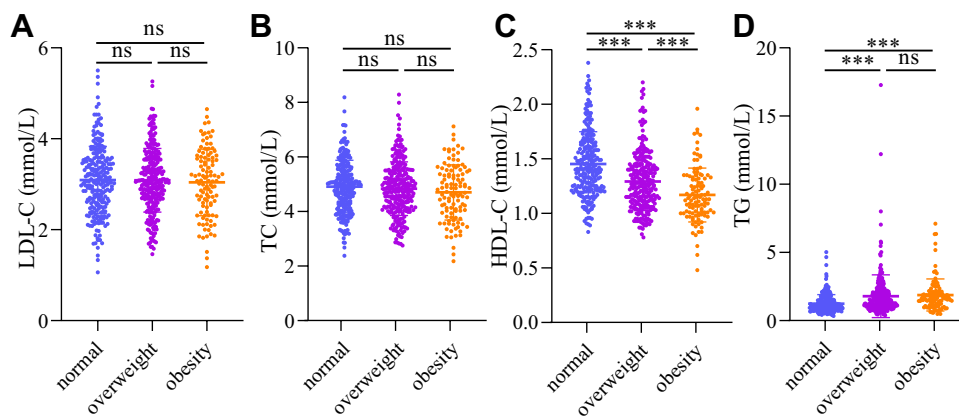 A
ns
ns
ns
LDL-C (mmol/L)
6
4
2
0
normal
overweight
obesity
B
ns
ns
ns
TC (mmol/L)
10
8
6
4
2
0
normal
overweight
obesity
C
***
***
***
HDL-C (mmol/L)
2.5
2.0
1.5
1.0
0.5
0.0
normal
overweight
obesity
D
***
***
ns
TG (mmol/L)
20
15
10
5
0
normal
overweight
obesity